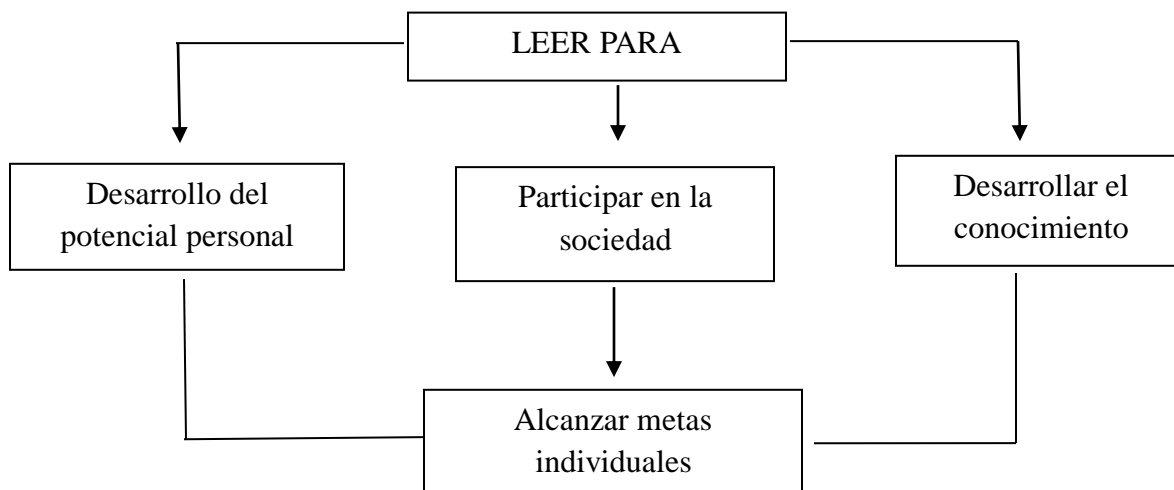 LEER PARA
Desarrollo del
potencial personal
Participar en la
sociedad
Desarrollar el
conocimiento
Alcanzar metas
individuales